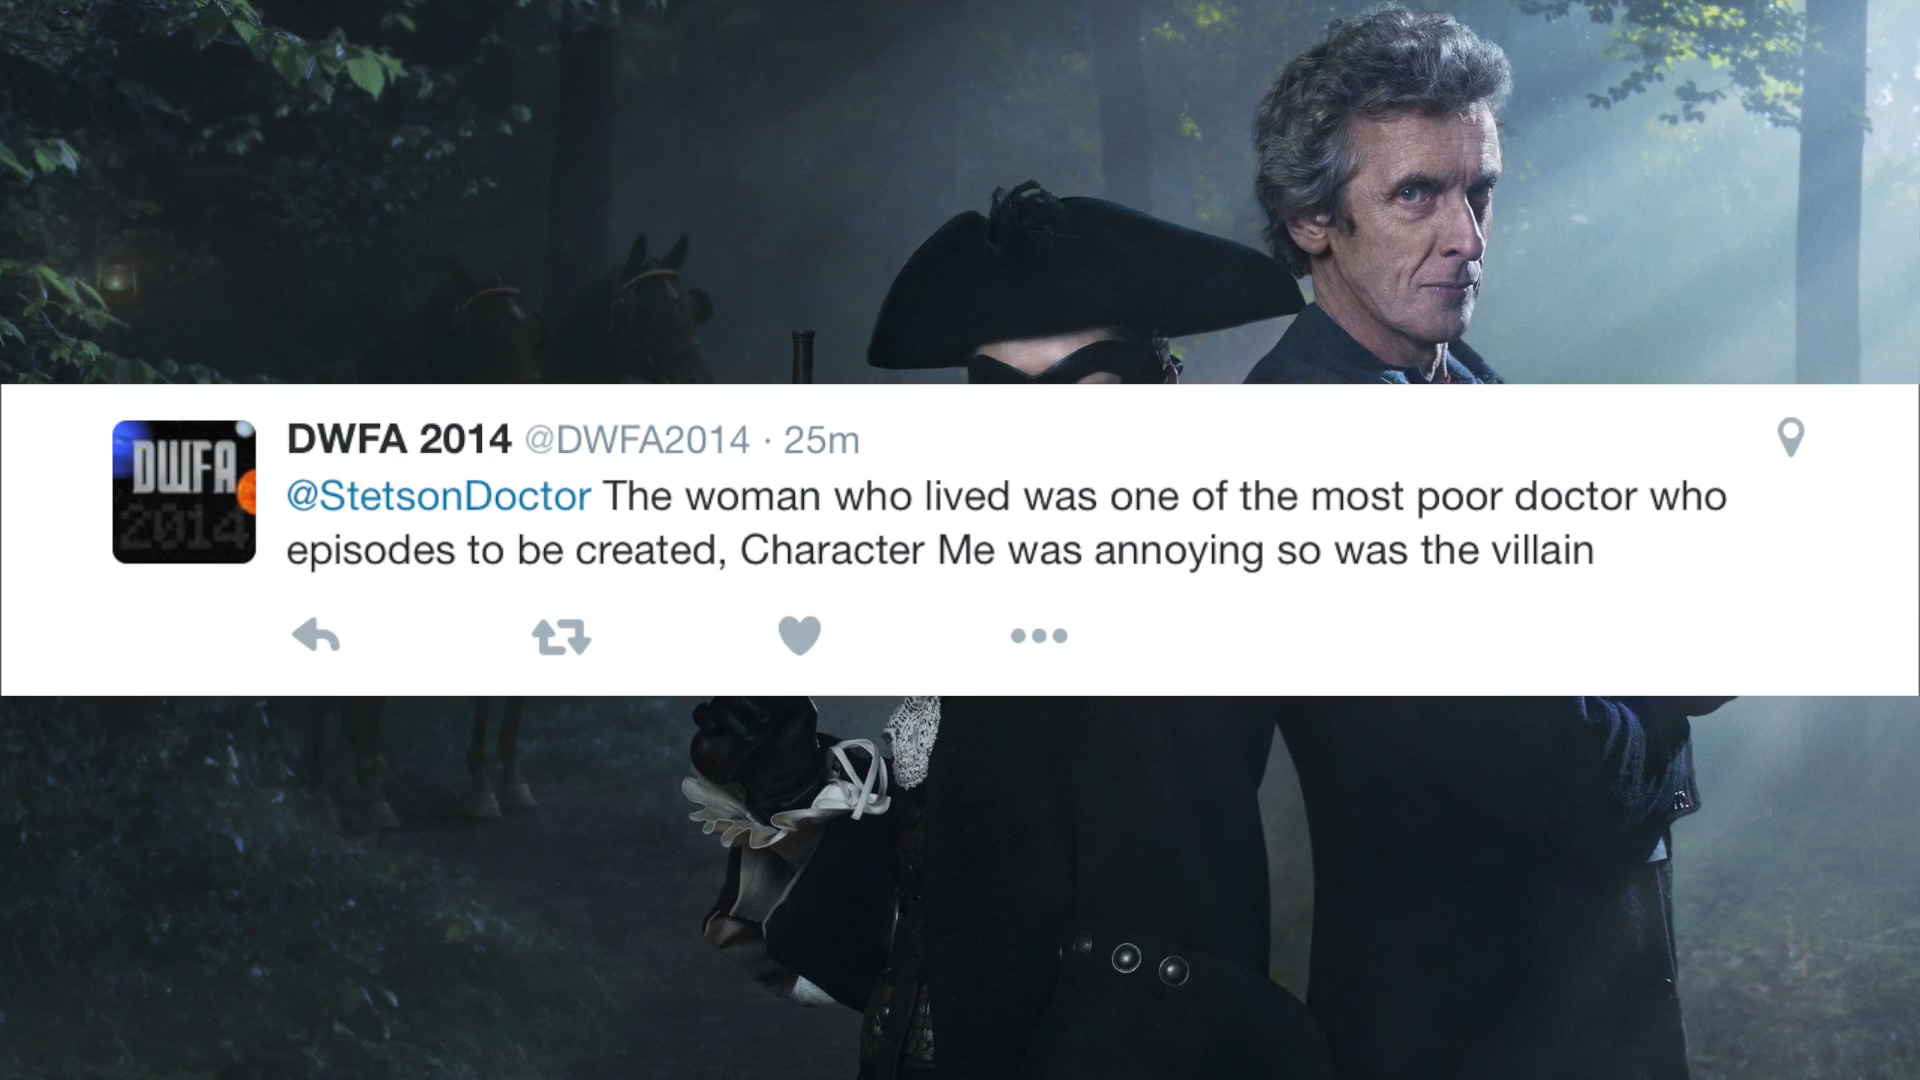 DWFA
2014
DWFA 2014 @DWFA2014 · 25m
@StetsonDoctor The woman who lived was one of the most poor doctor who
episodes to be created, Character Me was annoying so was the villain